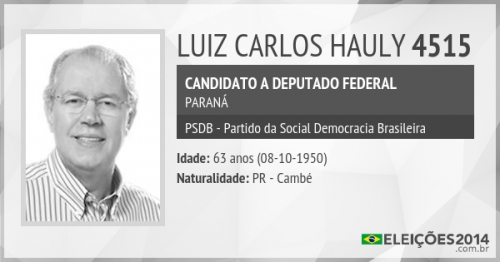 LUIZ CARLOS HAULY 4515
CANDIDATO A DEPUTADO FEDERAL
PARANÁ
PSDB - Partido da Social Democracia Brasileira
Idade: 63 anos (08-10-1950)
Naturalidade: PR - Cambé
ELEIÇÕES2014
.com.br